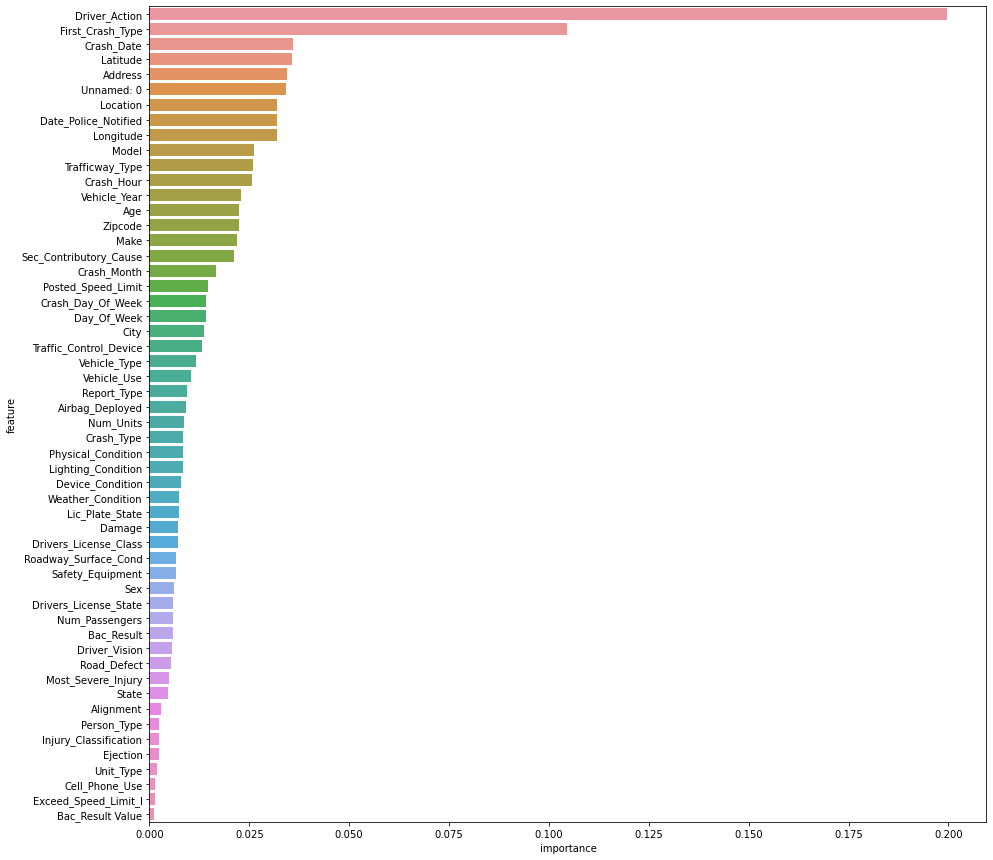 Driver_Action
First_Crash_Type
Crash_Date
Latitude
Address
Unnamed: 0
Location
Date_Police_Notified
Longitude
Model
Trafficway_Type
Crash_Hour
Vehicle_Year
Age
Zipcode
Make
Sec_Contributory_Cause
Crash_Month
Posted_Speed_Limit
Crash_Day_Of_Week
Day_Of_Week
City
Traffic_Control_Device
Vehicle_Type
Vehicle_Use
Report_Type
Airbag_Deployed
Num_Units
Crash_Type
Physical_Condition
Lighting_Condition
Device_Condition
Weather_Condition
Lic_Plate_State
Damage
Drivers_License_Class
Roadway_Surface_Cond
Safety_Equipment
Sex
Drivers_License_State
Num_Passengers
Bac_Result
Driver_Vision
Road_Defect
Most_Severe_Injury
State
Alignment
Person_Type
Injury_Classification
Ejection
Unit_Type
Cell_Phone_Use
Exceed_Speed_Limit_I
Bac_Result Value
feature
0.000 0.025 0.050 0.075 0.100 0.125 0.150 0.175 0.200
importance